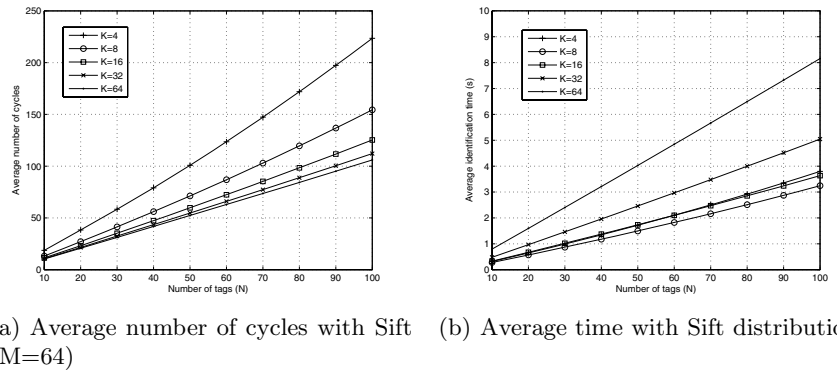 250
200
150
100
50
0
Average number of cycles
K=4
K=8
K=16
K=32
K=64
10 20 30 40 50 60 70 80 90 100
Number of tags (N)
10
9
8
7
6
5
4
3
2
1
0
Average identification time (s)
K=4
K=8
K=16
K=32
K=64
10 20 30 40 50 60 70 80 90 100
Number of tags (N)
a) Average number of cycles with Sift
M=64)
(b) Average time with Sift distributio